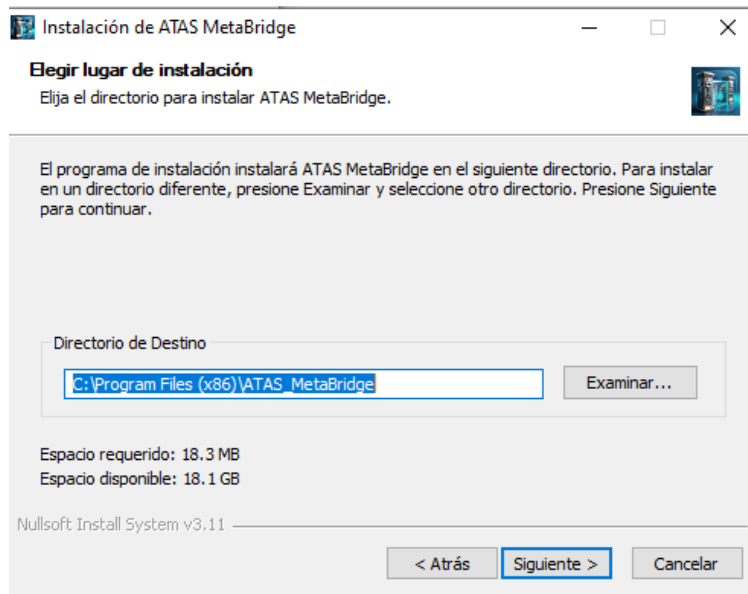 Instalación de ATAS MetaBridge
Elegir lugar de instalación
Elija el directorio para instalar ATAS MetaBridge.
El programa de instalación instalará ATAS MetaBridge en el siguiente directorio. Para instalar
en un directorio diferente, presione Examinar y seleccione otro directorio. Presione Siguiente
para continuar.
Directorio de Destino
C:\Program Files (x86)\ATAS_MetaBridge
Examinar...
Espacio requerido: 18.3 MB
Espacio disponible: 18.1 GB
Nullsoft Install System v3.11
< Atrás
Siguiente >
Cancelar